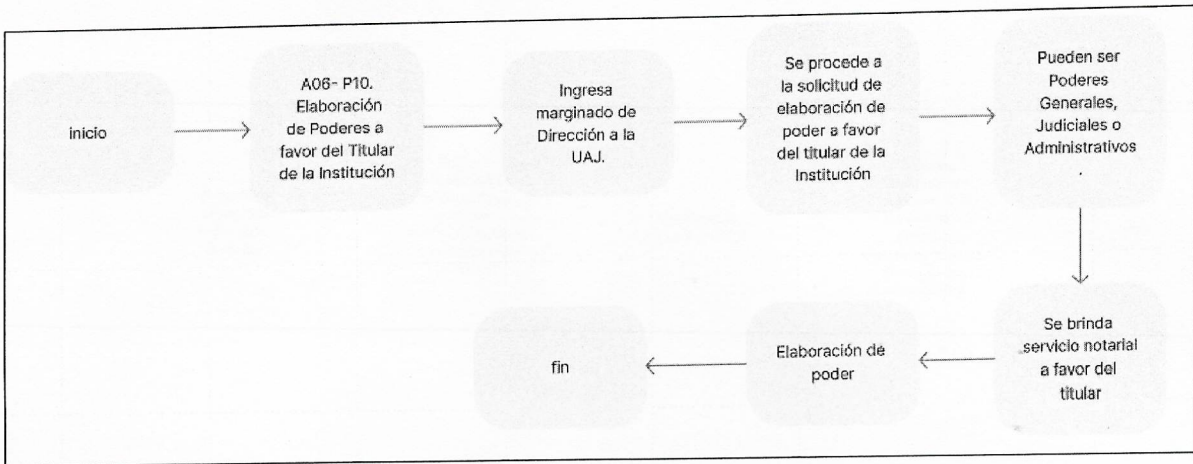 inicio
A06- P10.
Elaboración
de Poderes a
favor del Titular
de la Institución
Ingresa
marginado de
Dirección a la
UAJ.
Se procede a
la solicitud de
elaboración de
poder a favor
del titular de la
Institución
Pueden ser
Poderes
Generales,
Judiciales o
Administrativos
.
Se brinda
servicio notarial
a favor del
titular
Elaboración de
poder
fin